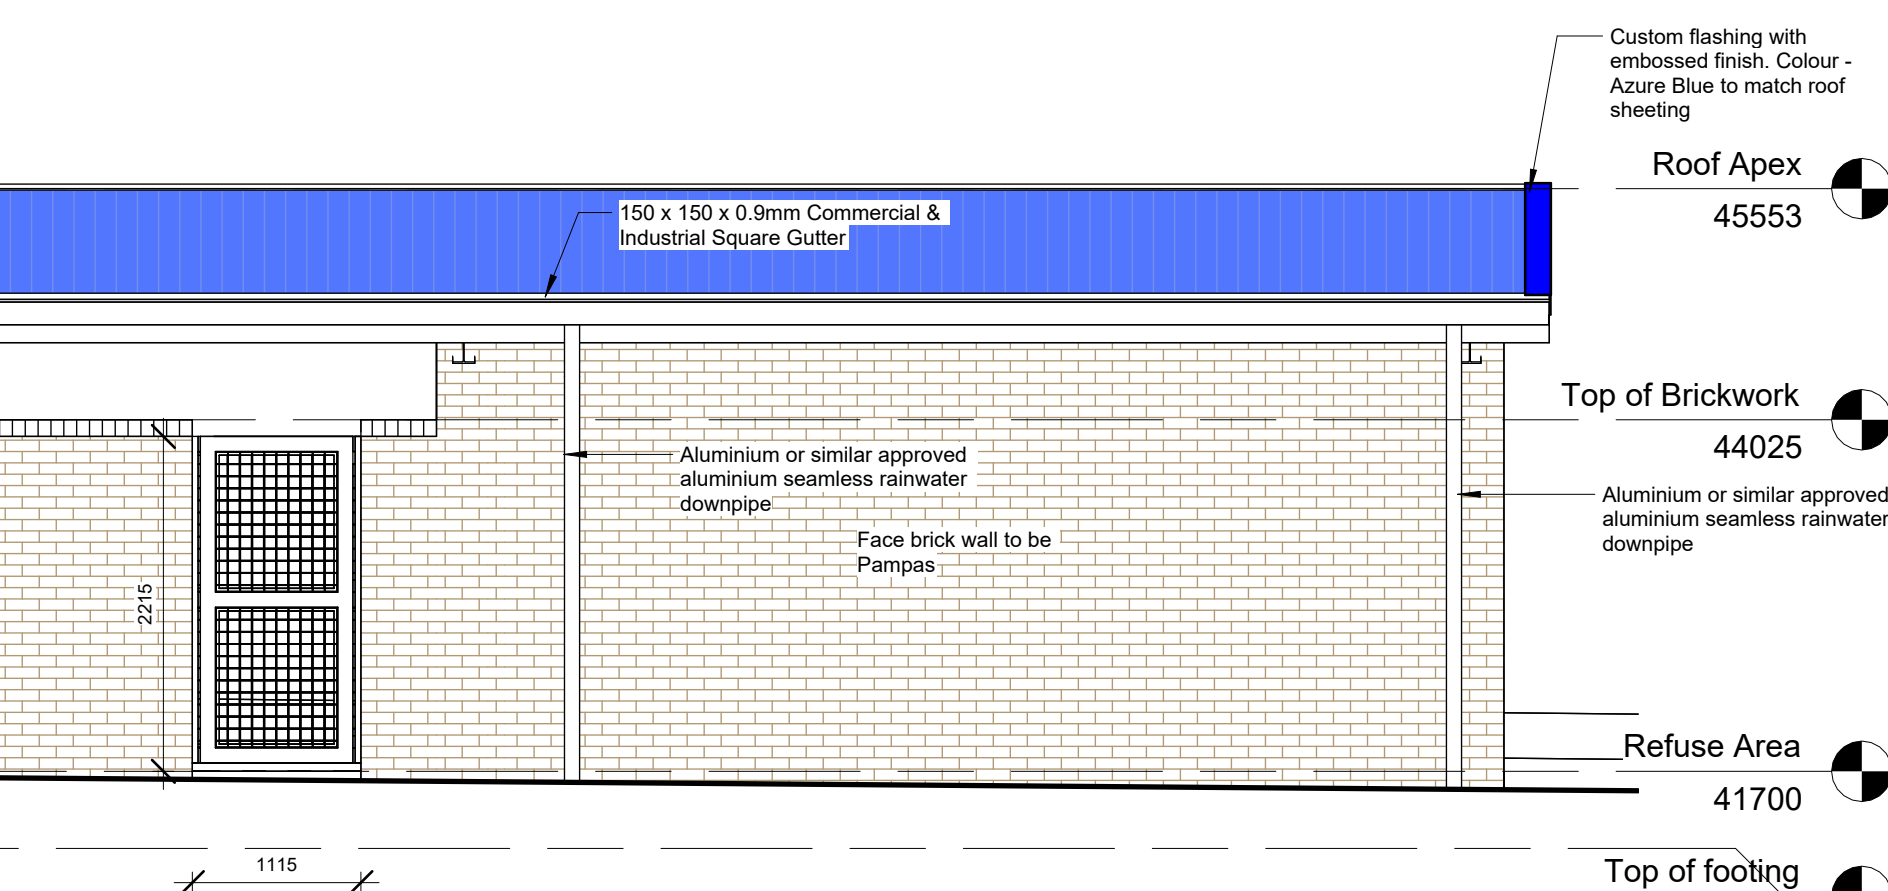 Custom flashing with
embossed finish. Colour -
Azure Blue to match roof
sheeting
Roof Apex
45553
150 x 150 x 0.9mm Commercial &
Industrial Square Gutter
Top of Brickwork
44025
Aluminium or similar approved
aluminium seamless rainwater
downpipe
Aluminium or similar approved
aluminium seamless rainwater
downpipe
Face brick wall to be
Pampas
2215
Refuse Area
41700
1115
Top of footing